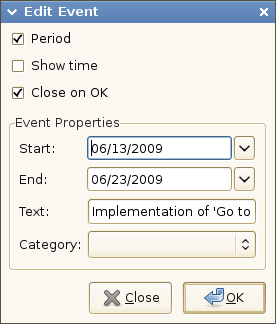 Edit Event
Period
Show time
Close on OK
Event Properties
Start: 06/13/2009
End: 06/23/2009
Text: Implementation of 'Go to
Category:
Close OK